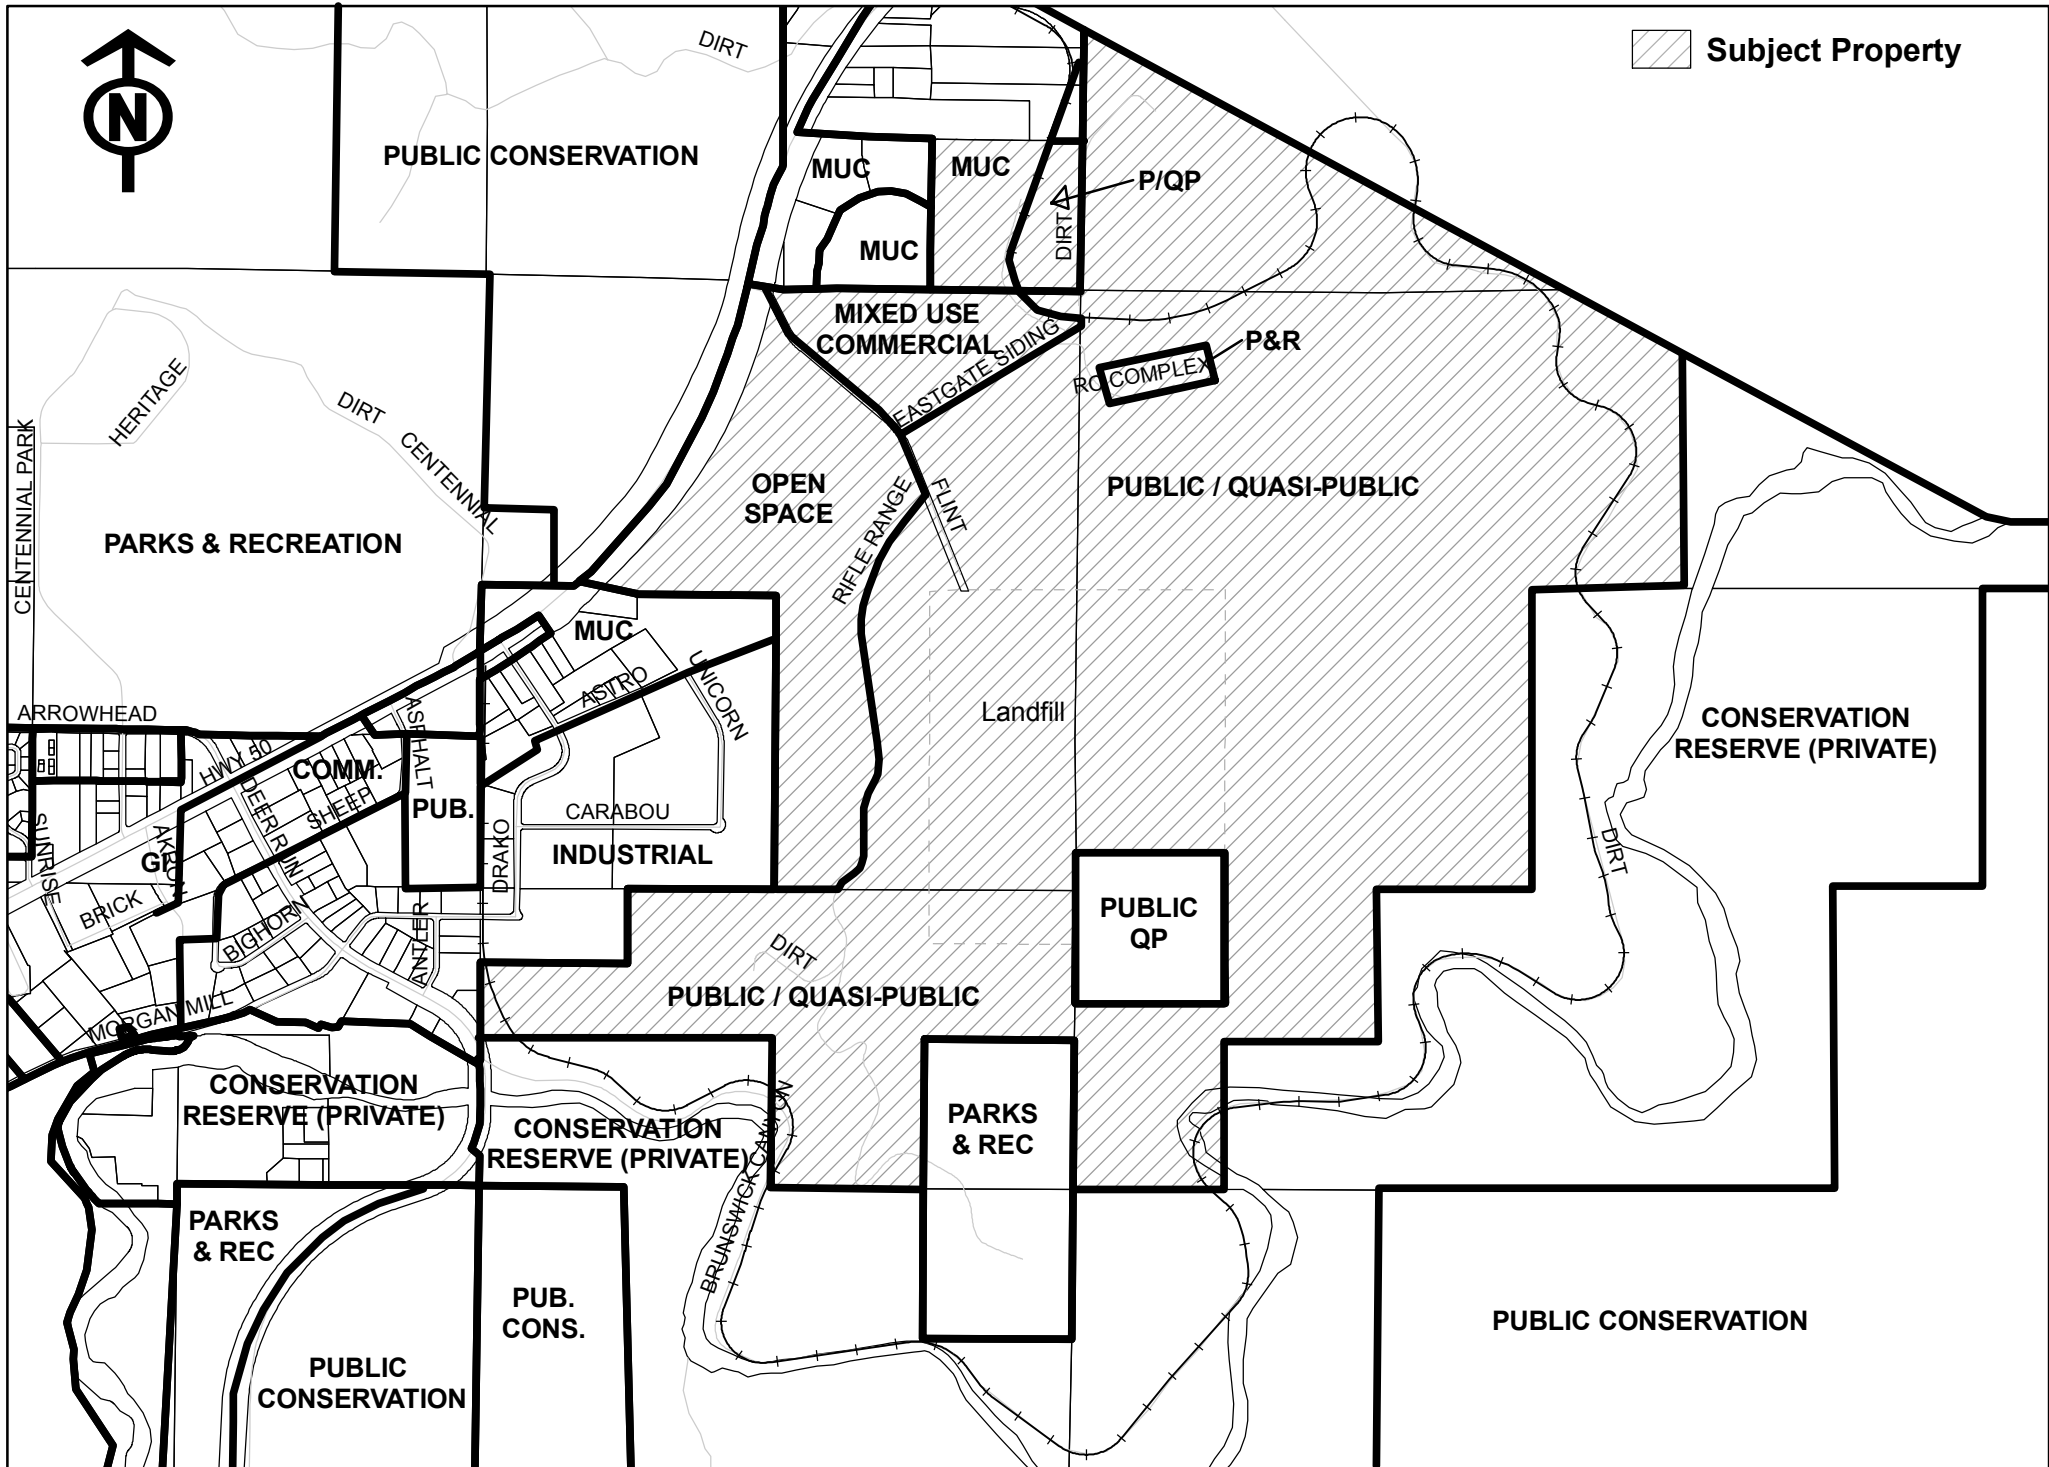 Subject Property
N
DIRT
PUBLIC CONSERVATION
MUC
MUC
P/QP
DIRT
MUC
MIXED USE
COMMERCIAL
EASTGATE SIDING
P&R
RC COMPLEX
HERITAGE
DIRT
CENTENNIAL
CENTENNIAL PARK
PARKS & RECREATION
OPEN
SPACE
RIFLE RANGE
FLINT
PUBLIC / QUASI-PUBLIC
MUC
ASTRO
UNICORN
ARROWHEAD
ASPHALT
Landfill
CONSERVATION
RESERVE (PRIVATE)
HWY 50
COMM.
DEER RUN
SHEEP
PUB.
CARABOU
DRAKO
INDUSTRIAL
SUNRISE
AKRON
GI
BRICK
BIGHORN
ANTLER
DIRT
PUBLIC
QP
DIRT
PUBLIC / QUASI-PUBLIC
MORGAN MILL
CONSERVATION
RESERVE (PRIVATE)
CONSERVATION
RESERVE (PRIVATE)
BRUNSWICK CANYON
PARKS
& REC
PARKS
& REC
PUB.
CONS.
PUBLIC
CONSERVATION
PUBLIC CONSERVATION